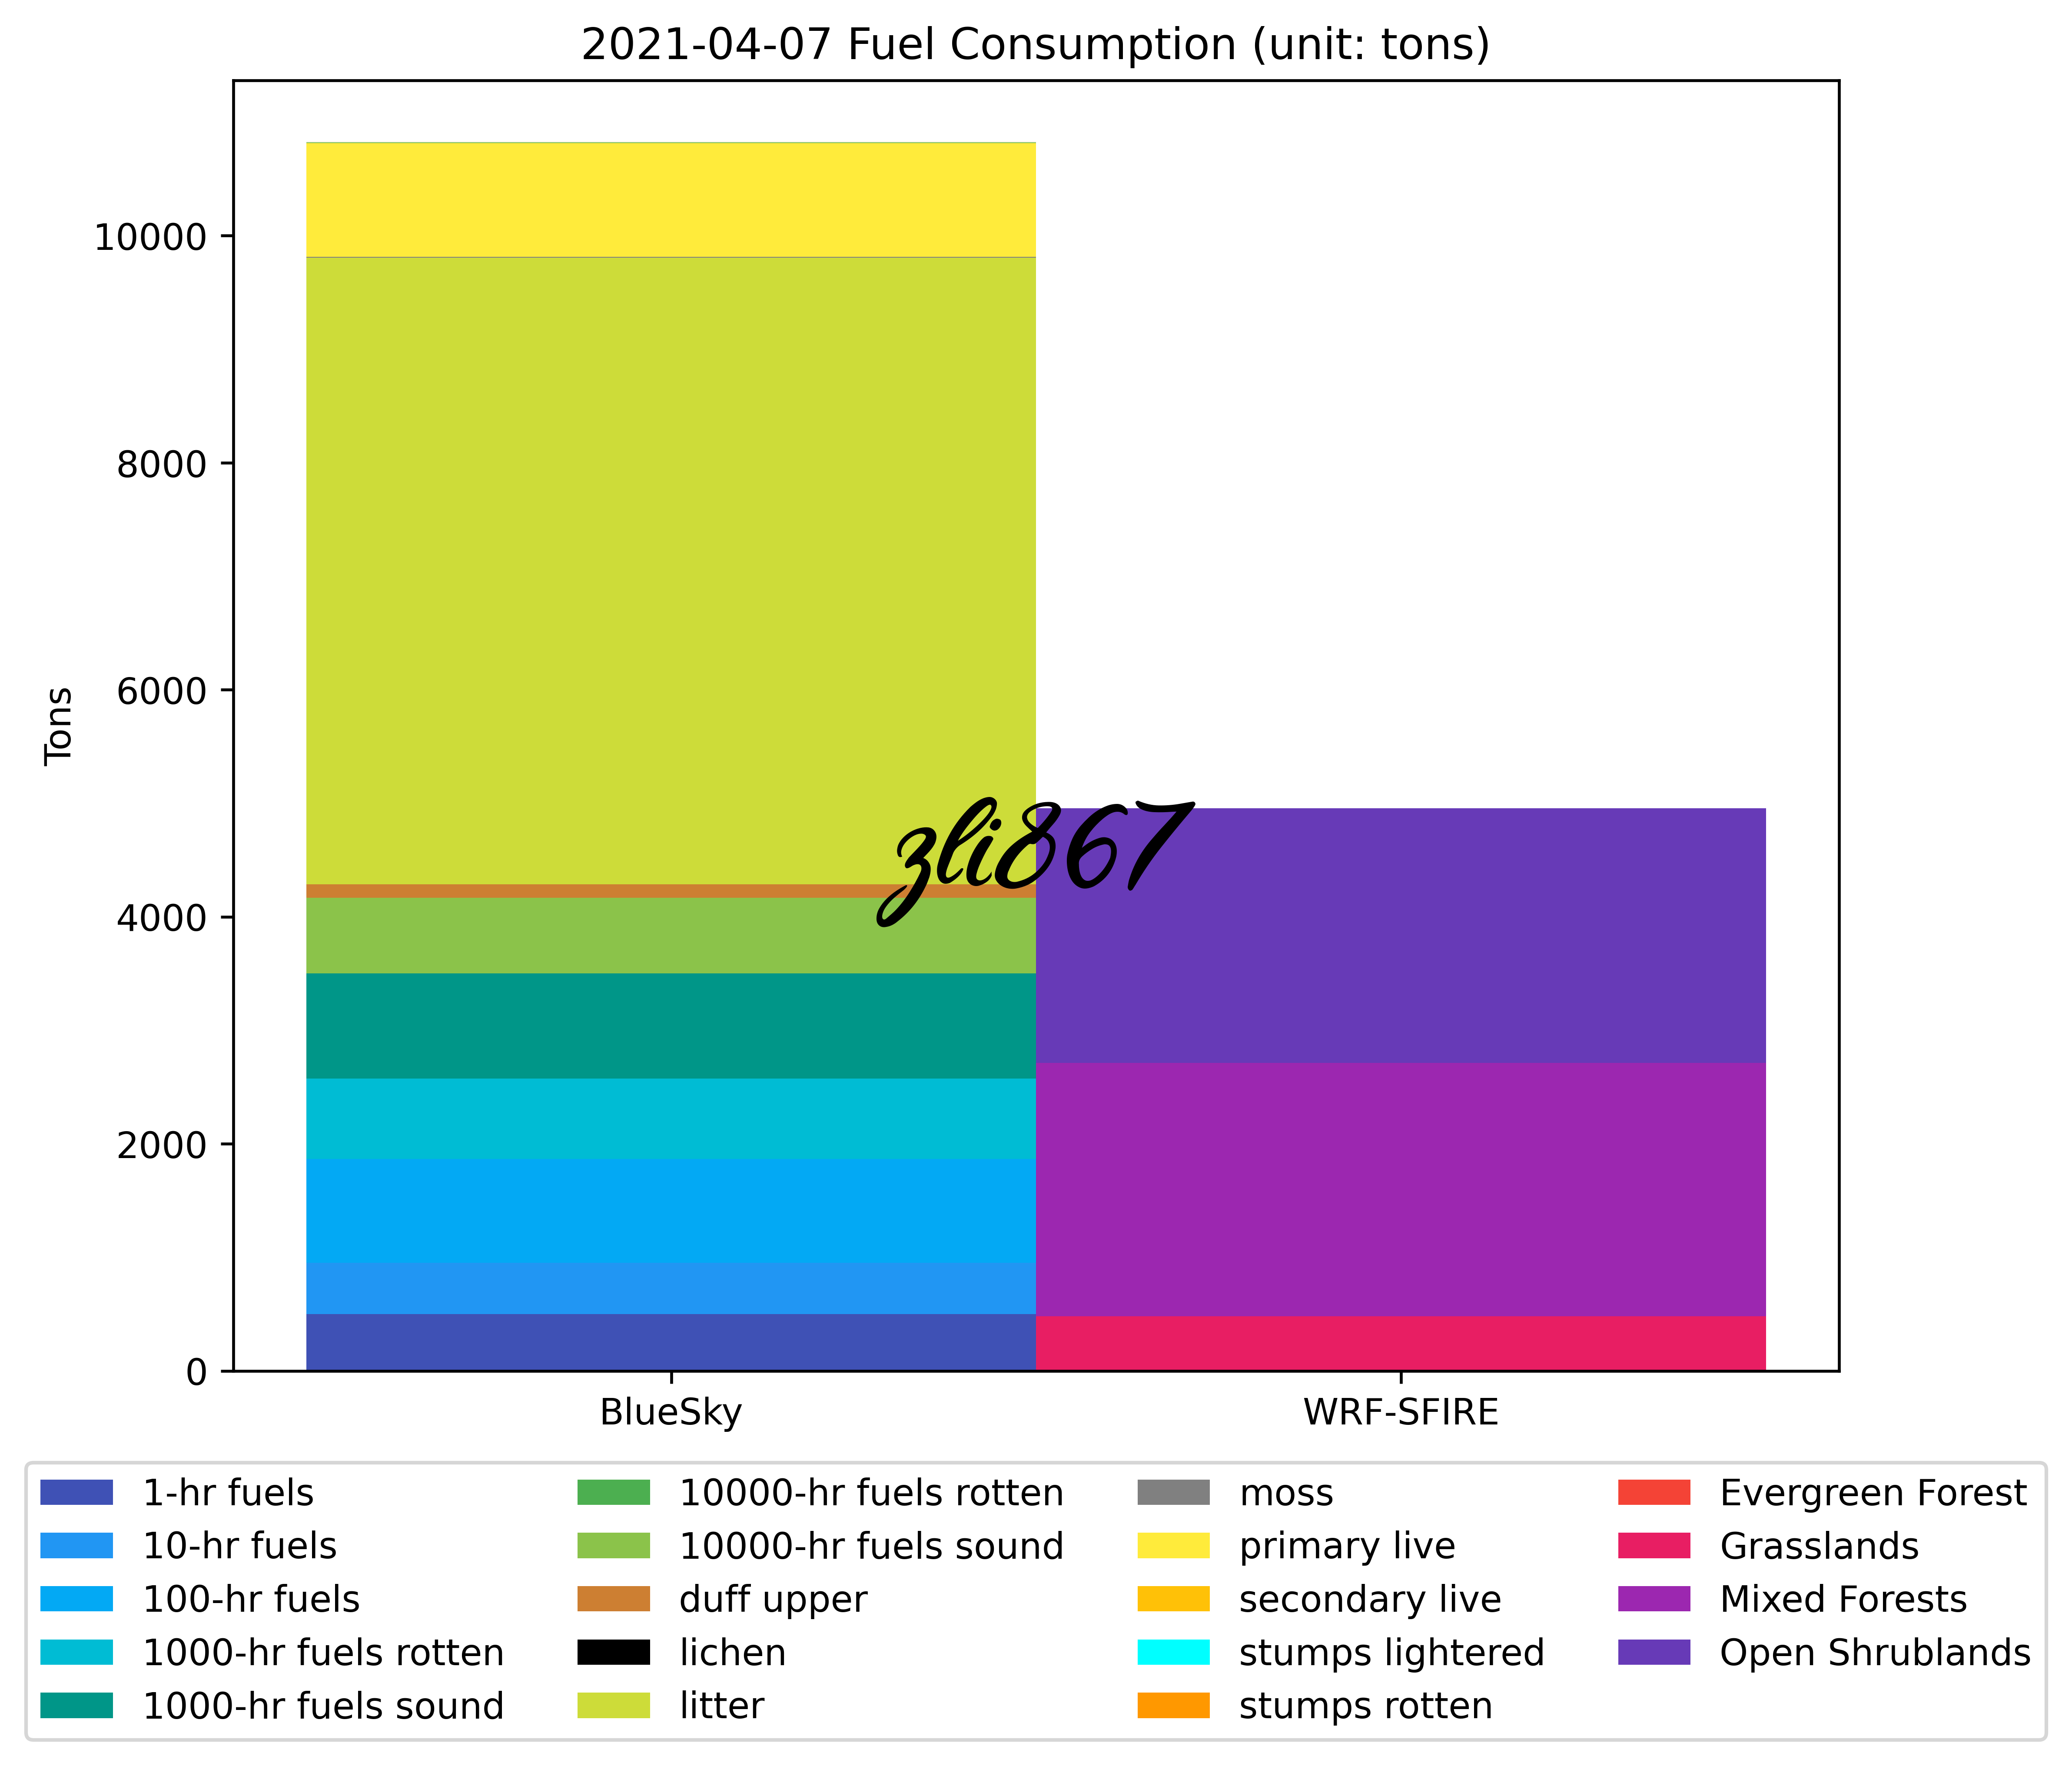 2021-04-07 Fuel Consumption (unit: tons)
10000
8000
6000
4000
2000
0
Tons
zli867
BlueSky
WRF-SFIRE
1-hr fuels
10-hr fuels
100-hr fuels
1000-hr fuels rotten
1000-hr fuels sound
10000-hr fuels rotten
10000-hr fuels sound
duff upper
lichen
litter
moss
primary live
secondary live
stumps lightered
stumps rotten
Evergreen Forest
Grasslands
Mixed Forests
Open Shrublands